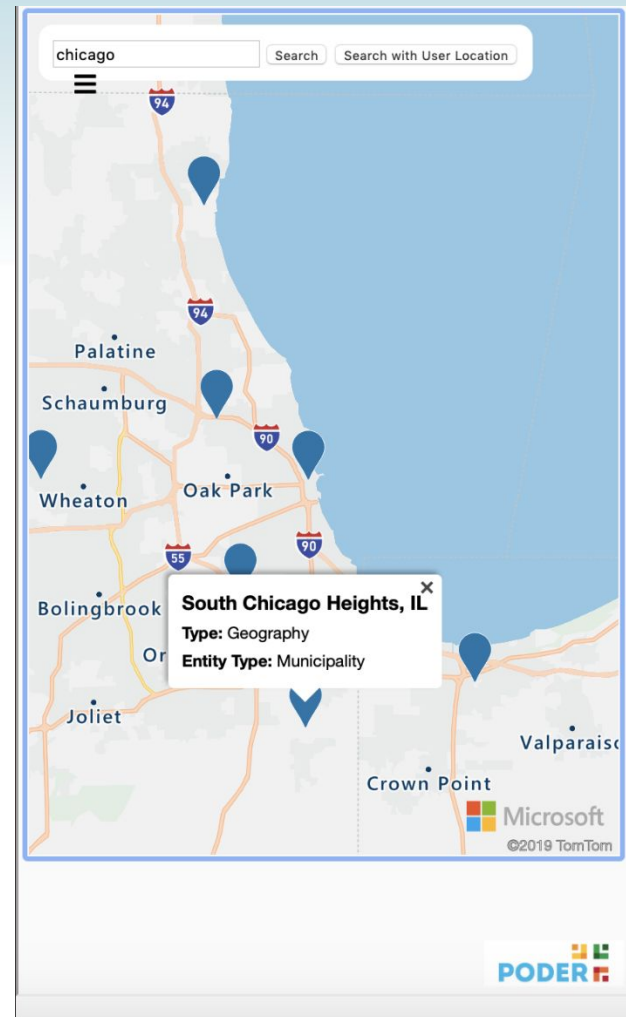 chicago
Search
Search with User Location
94
94
Palatine
Schaumburg
90
Wheaton
Oak Park
55
90
Bolingbrook
South Chicago Heights, IL
Type: Geography
Or
Entity Type: Municipality
Joliet
Valparaiso
Crown Point
Microsoft
©2019 TomTom
PODER